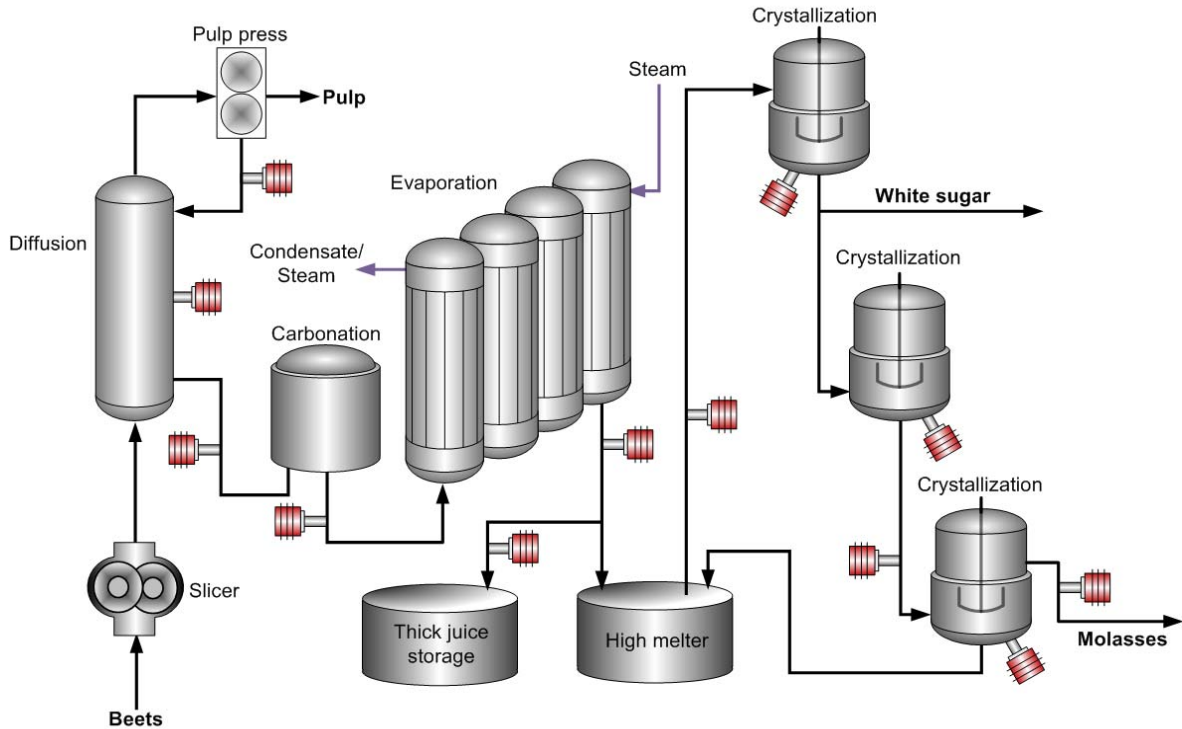 Crystallization
Pulp press
Steam
Pulp
Evaporation
White sugar
Diffusion
Condensate/
Steam
Crystallization
Carbonation
Crystallization
Slicer
Thick juice
storage
High melter
Molasses
Beets